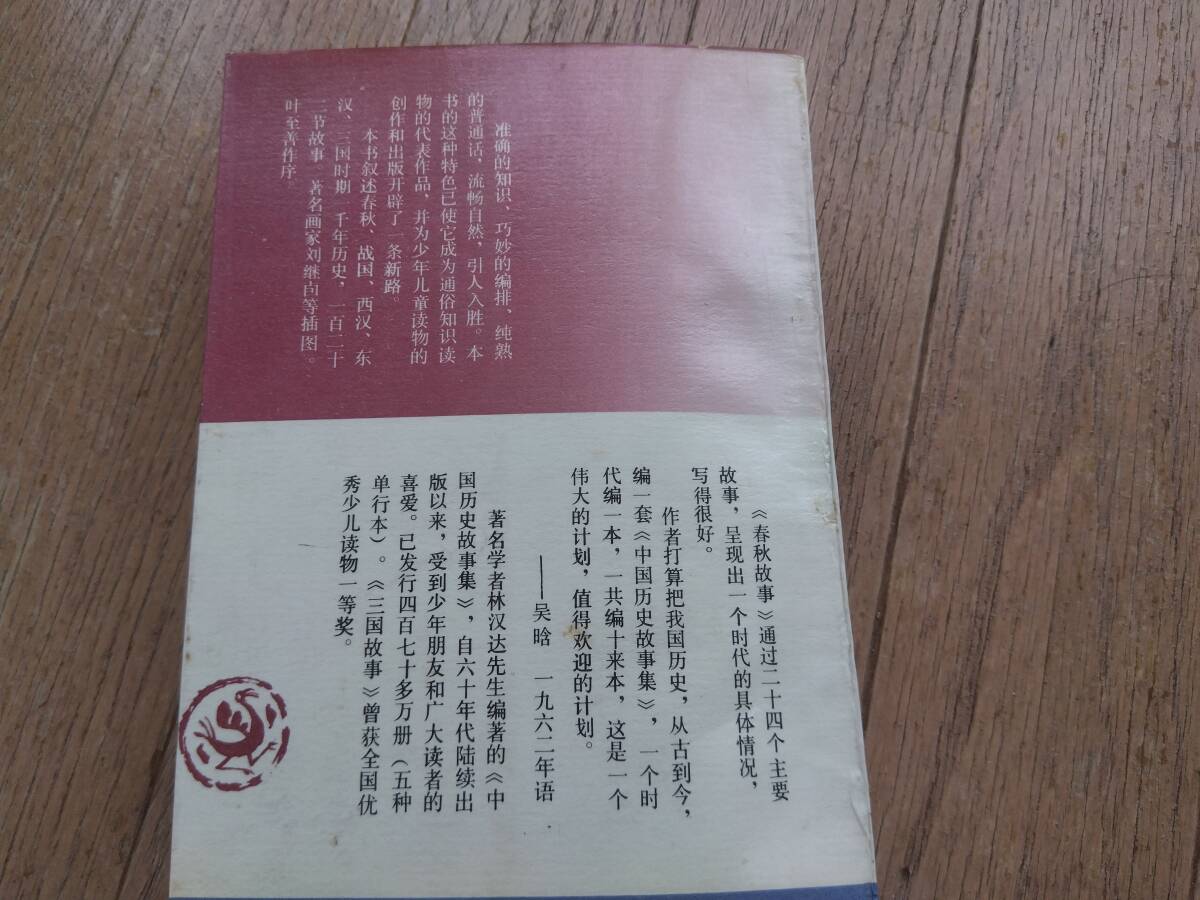 准确的知识、巧妙的编排、纯熟
的普通话，流畅自然，引人入胜。本
书的这种特色已使它成为通俗知识读
物的代表作品，并为少年儿童读物的
创作和出版开辟了一条新路。
本书叙述春秋、战国、西汉、东
汉、三国时期一千年历史，一百二十
三节故事 著名画家刘继卣等插图。
叶至善作序。
《春秋故事》通过二十四个主要
故事，呈现出一个时代的具体情况，
写得很好。
作者打算把我国历史，从古到今，
编一套《中国历史故事集》，一个时
代编一本，一共编十来本，这是一个
伟大的计划，值得欢迎的计划。
——吴晗 一九六二年语
著名学者林汉达先生编著的《中
国历史故事集》，自六十年代陆续出
版以来，受到少年朋友和广大读者的
喜爱。已发行四百七十多万册（五种
单行本）。《三国故事》曾获全国优
秀少儿读物一等奖。